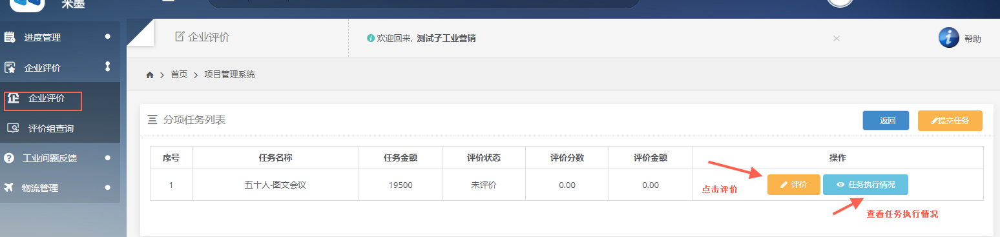 米墨
进度管理
企业评价
企业评价
评价组查询
工业问题反馈
物流管理
企业评价
欢迎回来, 测试子工业营销
×
帮助
首页 > 项目管理系统
分项任务列表
返回
提交任务
序号 任务名称 任务金额 评价状态 评价分数 评价金额 操作
1 五十人-图文会议 19500 未评价 0.00 0.00 评价 任务执行情况
点击评价
查看任务执行情况